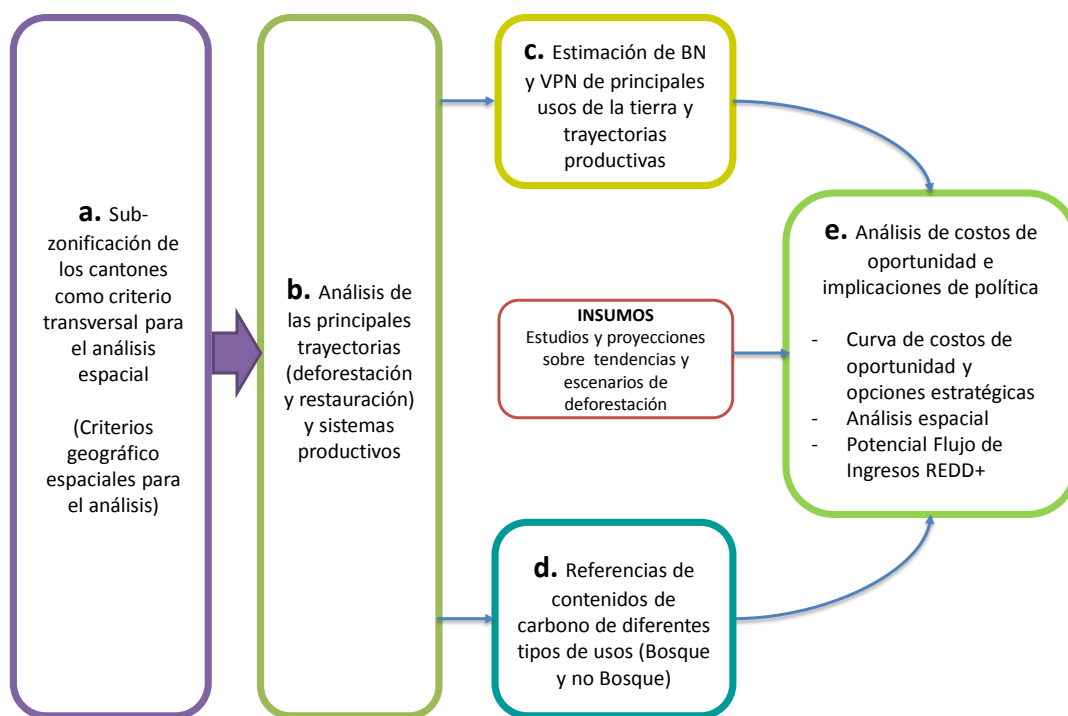 a. Sub-
zonificación de
los cantones
como criterio
transversal para
el análisis
espacial
(Criterios
geográfico
espaciales para
el análisis)
b. Análisis de
las principales
trayectorias
(deforestación
y restauración)
y sistemas
productivos
c. Estimación de BN
y VPN de principales
usos de la tierra y
trayectorias
productivas
INSUMOS
Estudios y proyecciones
sobre tendencias y
escenarios de
deforestación
d. Referencias de
contenidos de
carbono de diferentes
tipos de usos (Bosque
y no Bosque)
e. Análisis de costos de
oportunidad e
implicaciones de política
- Curva de costos de
oportunidad y
opciones estratégicas
- Análisis espacial
- Potencial Flujo de
Ingresos REDD+